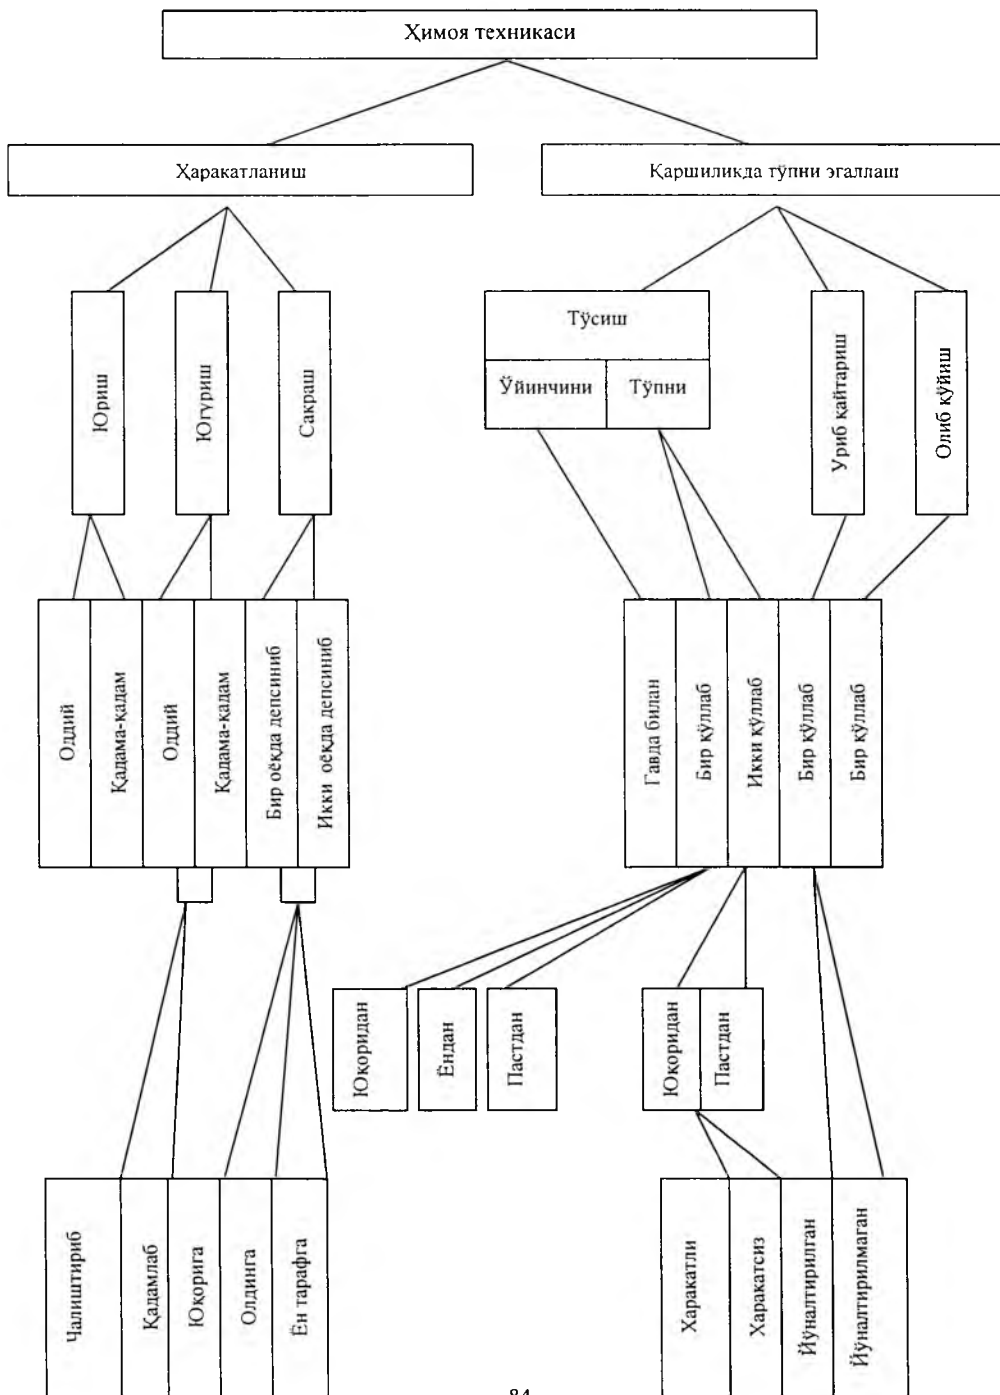 Ҳимоя техникаси
Ҳаракатланиш
Қаршиликда тўпни эгаллаш
Юриш
Югуриш
Сакраш
Тўсиш
Ўйинчини
Тўпни
Уриб қайтариш
Олиб қўйиш
Оддий
Қадама-қадам
Оддий
Қадама-қадам
Бир оёқда депсиниб
Икки оёқда депсиниб
Гавда билан
Бир қўллаб
Икки қўллаб
Бир қўллаб
Бир қўллаб
Юқоридан
Ёндан
Пастдан
Юқоридан
Пастдан
Чалиштириб
Қадамлаб
Юқорига
Олдинга
Ён тарафга
Харакатли
Харакатсиз
Йўналтирилган
Йўналтирилмаган
84